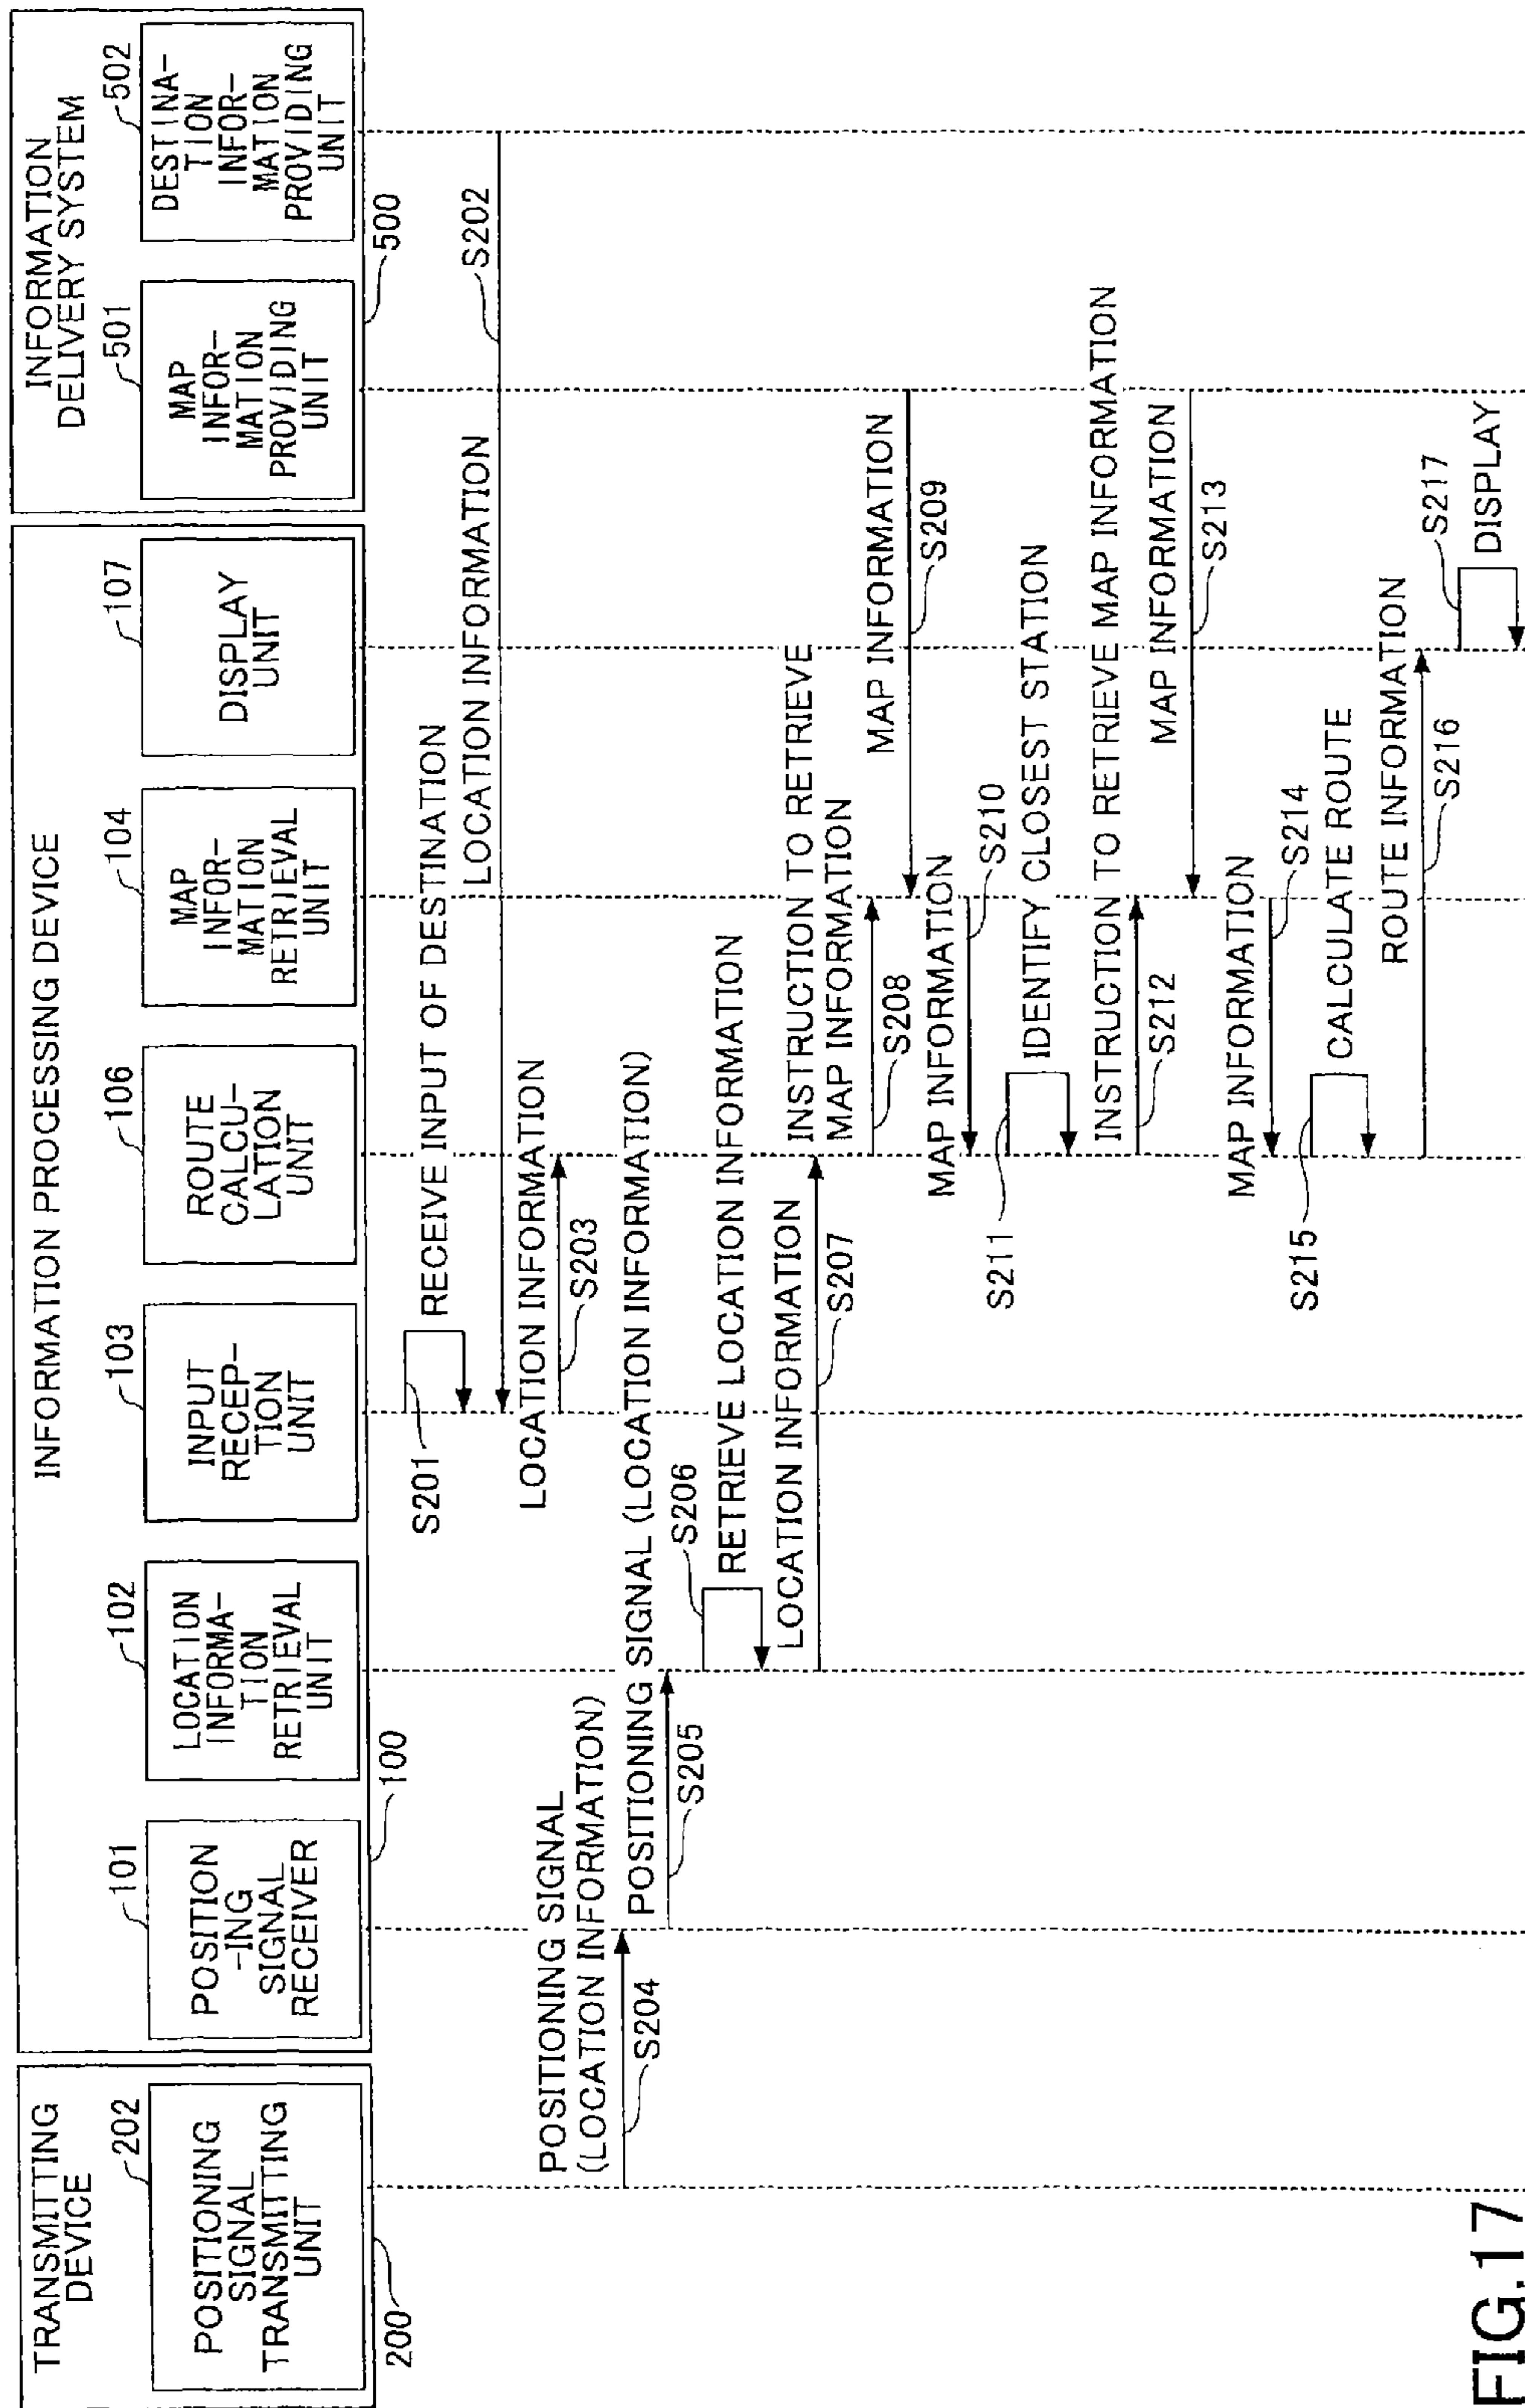 TRANSMITTING
DEVICE
202
POSITIONING
SIGNAL
TRANSMITTING
UNIT
200
INFORMATION PROCESSING DEVICE
101
POSITION
-ING
SIGNAL
RECEIVER
100
102
LOCATION
INFORMA-
TION
RETRIEVAL
UNIT
103
INPUT
RECEP-
TION
UNIT
106
ROUTE
CALCU-
LATION
UNIT
104
MAP
INFOR-
MATION
RETRIEVAL
UNIT
107
DISPLAY
UNIT
INFORMATION
DELIVERY SYSTEM
501
MAP
INFOR-
MATION
PROVIDING
UNIT
502
DESTINA-
TION
INFOR-
MATION
PROVIDING
UNIT
500
S201
RECEIVE INPUT OF DESTINATION
LOCATION INFORMATION
S202
LOCATION INFORMATION
S203
POSITIONING SIGNAL
(LOCATION INFORMATION)
S204
POSITIONING SIGNAL (LOCATION INFORMATION)
S205
S206
RETRIEVE LOCATION INFORMATION
LOCATION INFORMATION
S207
INSTRUCTION TO RETRIEVE
MAP INFORMATION
S208
MAP INFORMATION
S209
MAP INFORMATION
S210
S211
IDENTIFY CLOSEST STATION
INSTRUCTION TO RETRIEVE MAP INFORMATION
S212
MAP INFORMATION
S213
MAP INFORMATION
S214
S215
CALCULATE ROUTE
ROUTE INFORMATION
S216
S217
DISPLAY
FIG.17